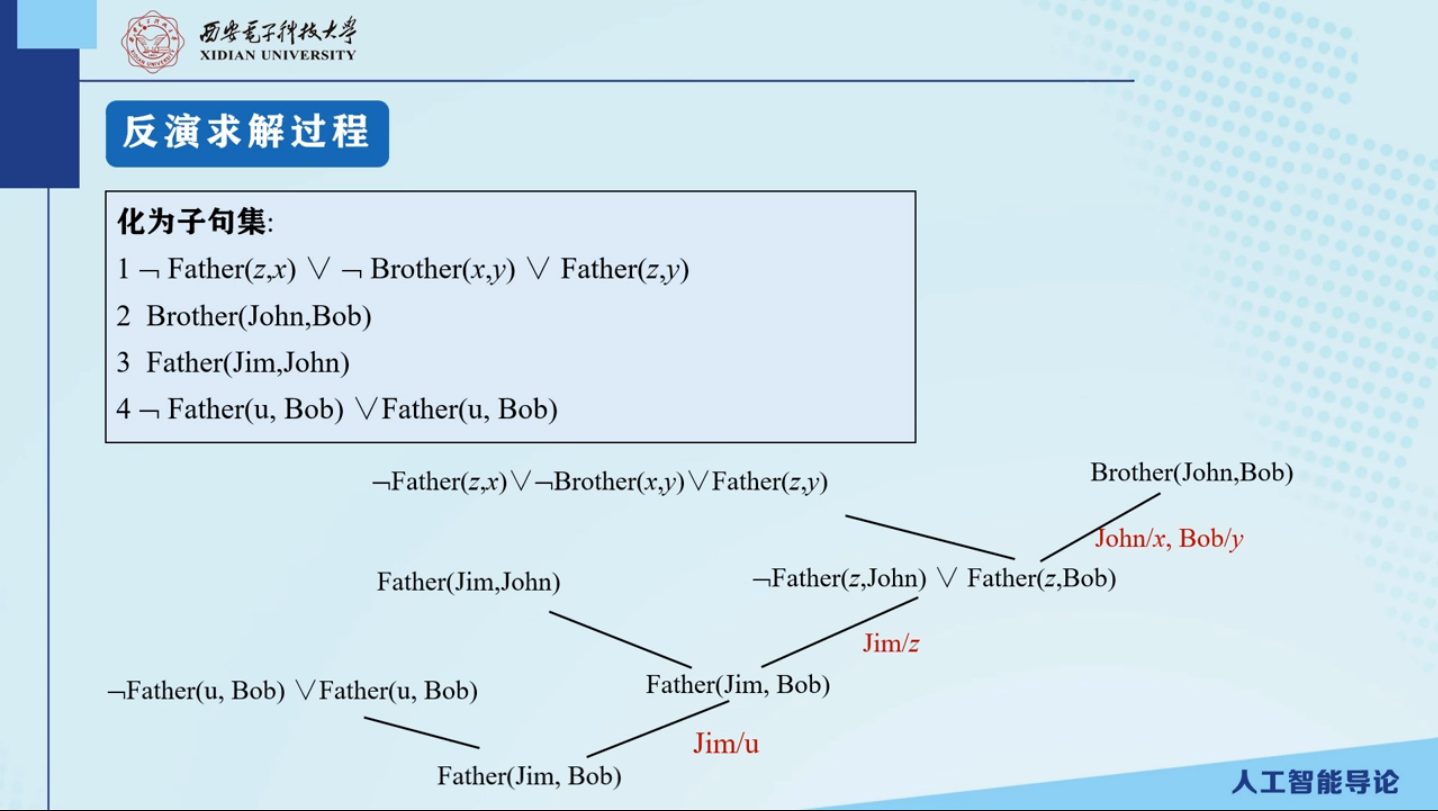 西安电子科技大学
XIDIAN UNIVERSITY
反演求解过程
化为子句集:
1 ¬ Father(z,x) ∨ ¬ Brother(x,y) ∨ Father(z,y)
2 Brother(John,Bob)
3 Father(Jim,John)
4 ¬ Father(u, Bob) ∨Father(u, Bob)
¬Father(z,x)∨¬Brother(x,y)∨Father(z,y)
Brother(John,Bob)
John/x, Bob/y
Father(Jim,John)
¬Father(z,John) ∨ Father(z,Bob)
Jim/z
¬Father(u, Bob) ∨Father(u, Bob)
Father(Jim, Bob)
Jim/u
Father(Jim, Bob)
人工智能导论